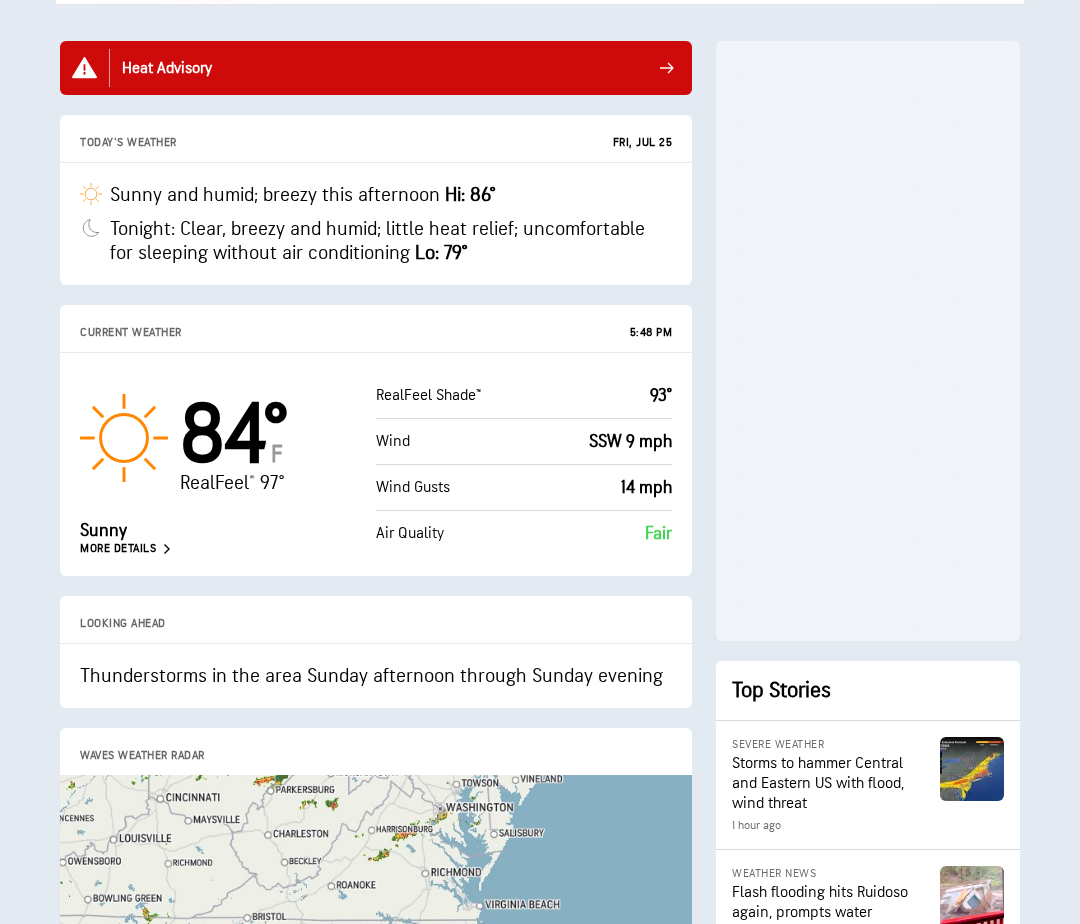 Heat Advisory
TODAY'S WEATHER
FRI, JUL 25
Sunny and humid; breezy this afternoon Hi: 86°
Tonight: Clear, breezy and humid; little heat relief; uncomfortable
for sleeping without air conditioning Lo: 79°
CURRENT WEATHER
5:48 PM
84°
F
RealFeel® 97°
Sunny
MORE DETAILS
RealFeel Shade™
93°
Wind
SSW 9 mph
Wind Gusts
14 mph
Air Quality
Fair
LOOKING AHEAD
Thunderstorms in the area Sunday afternoon through Sunday evening
WAVES WEATHER RADAR
VINELAND
TOWSON
PARKERSBURG
CINCINNATI
WASHINGTON
NCENNES
MAYSVILLE
HARRISONBURG
CHARLESTON
SALISBURY
LOUISVILLE
OWENSBORO
RICHMOND
BECKLEY
RICHMOND
ROANOKE
BOWLING GREEN
VIRGINIA BEACH
BRISTOL
Top Stories
SEVERE WEATHER
Storms to hammer Central
and Eastern US with flood,
wind threat
1 hour ago
WEATHER NEWS
Flash flooding hits Ruidoso
again, prompts water